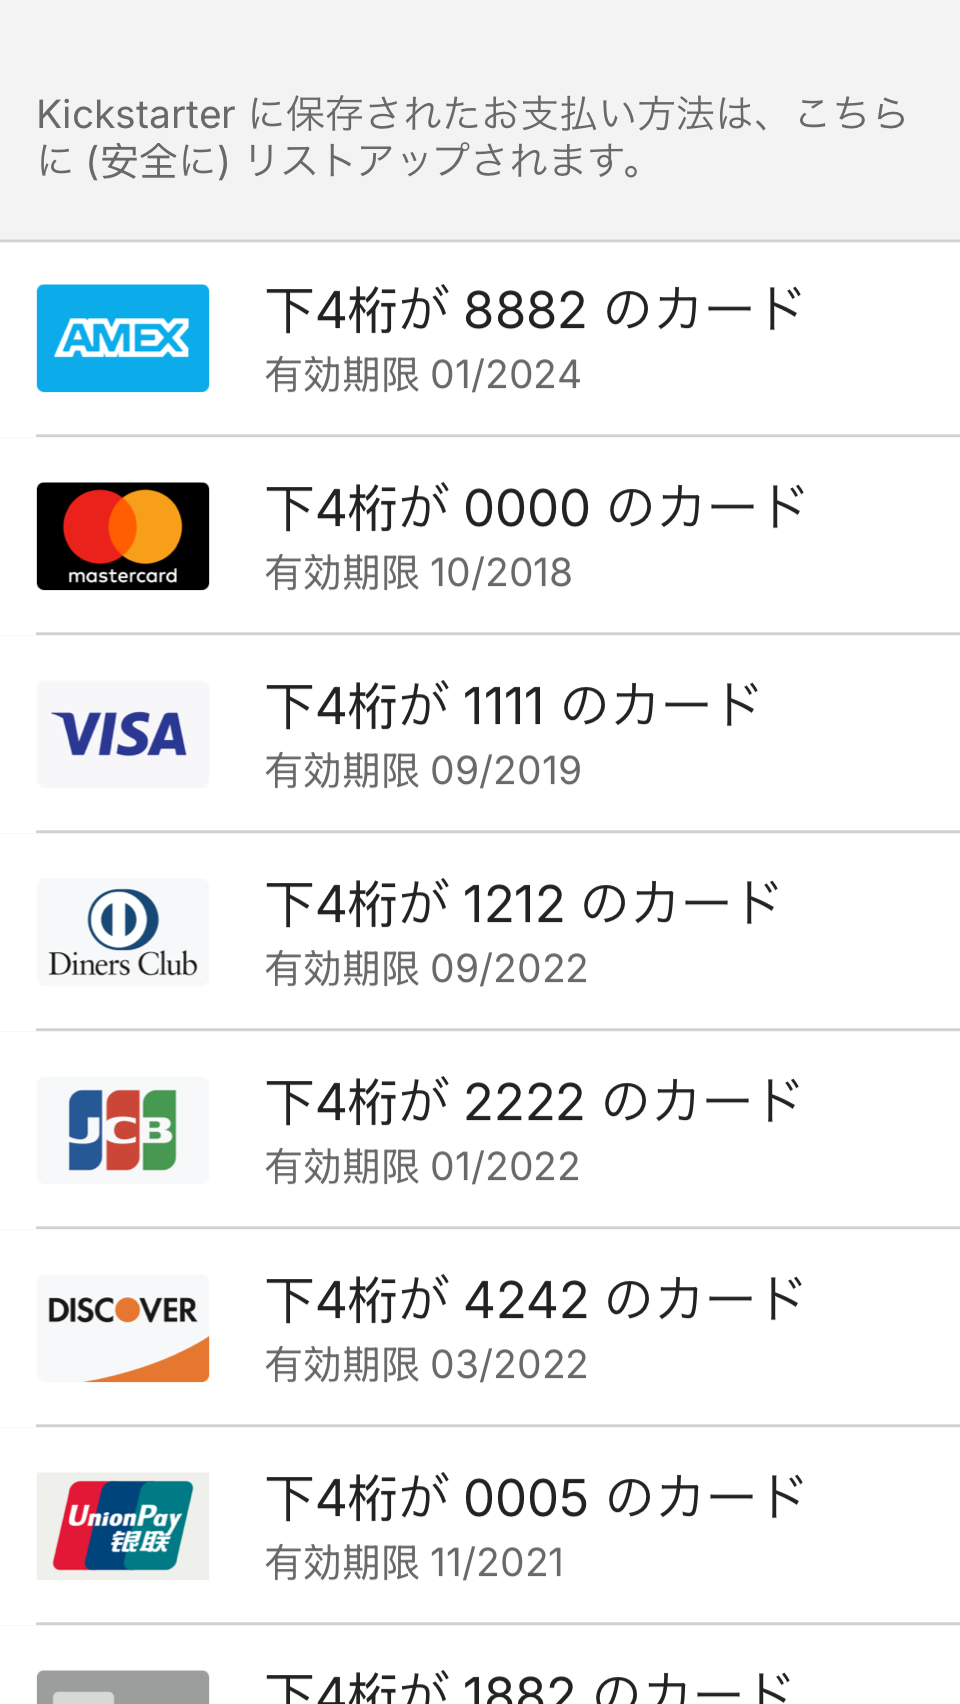 Kickstarter に保存されたお支払い方法は、こちら
に (安全に) リストアップされます。
AMEX
下4桁が 8882 のカード
有効期限 01/2024
mastercard
下4桁が 0000 のカード
有効期限 10/2018
VISA
下4桁が 1111 のカード
有効期限 09/2019
Diners Club
下4桁が 1212 のカード
有効期限 09/2022
JCB
下4桁が 2222 のカード
有効期限 01/2022
DISCOVER
下4桁が 4242 のカード
有効期限 03/2022
UnionPay
银联
下4桁が 0005 のカード
有効期限 11/2021
下4桁が 1882 のカード